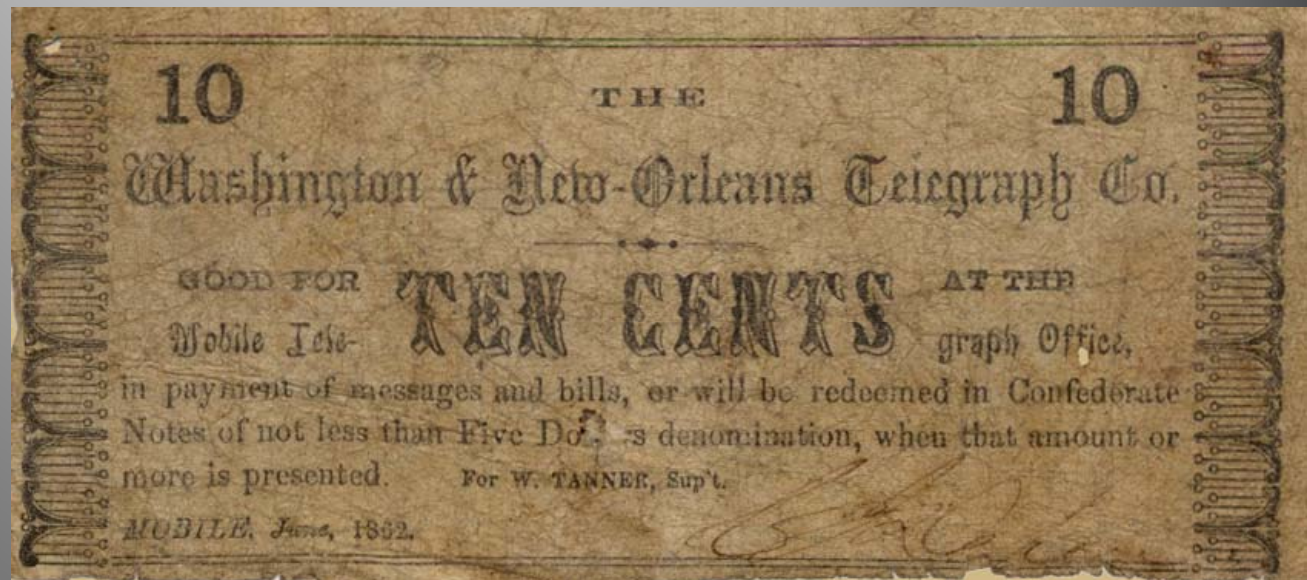 10 THE 10
Washington & New-Orleans Telegraph Co.
GOOD FOR TEN CENTS AT THE
Mobile Tele- graph Office,
in payment of messages and bills, or will be redeemed in Confederate
Notes of not less than Five denomination, when that amount or
more is presented. For W. TANNER, Sup't.
MOBILE, June, 1862.